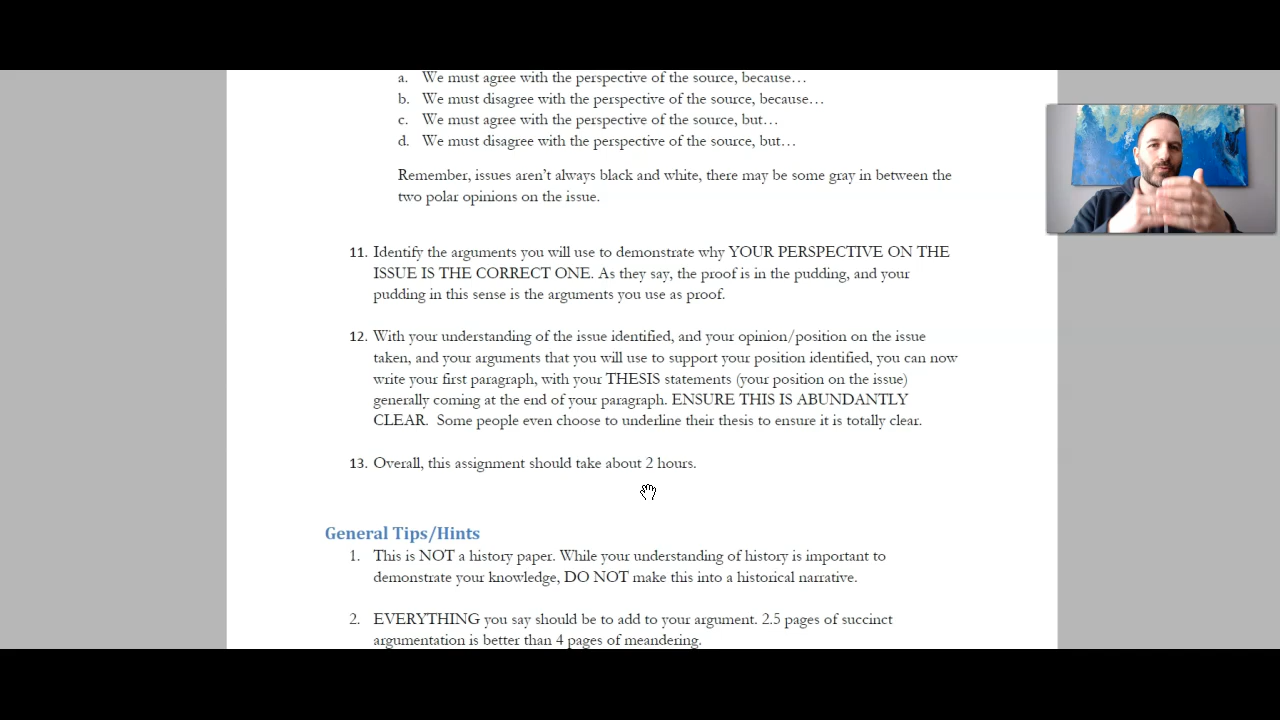 a. We must agree with the perspective of the source, because…
b. We must disagree with the perspective of the source, because…
c. We must agree with the perspective of the source, but…
d. We must disagree with the perspective of the source, but…
Remember, issues aren't always black and white, there may be some gray in between the
two polar opinions on the issue.
11. Identify the arguments you will use to demonstrate why YOUR PERSPECTIVE ON THE
ISSUE IS THE CORRECT ONE. As they say, the proof is in the pudding, and your
pudding in this sense is the arguments you use as proof.
12. With your understanding of the issue identified, and your opinion/position on the issue
taken, and your arguments that you will use to support your position identified, you can now
write your first paragraph, with your THESIS statements (your position on the issue)
generally coming at the end of your paragraph. ENSURE THIS IS ABUNDANTLY
CLEAR. Some people even choose to underline their thesis to ensure it is totally clear.
13. Overall, this assignment should take about 2 hours.
General Tips/Hints
1. This is NOT a history paper. While your understanding of history is important to
demonstrate your knowledge, DO NOT make this into a historical narrative.
2. EVERYTHING you say should be to add to your argument. 2.5 pages of succinct
argumentation is better than 4 pages of meandering.